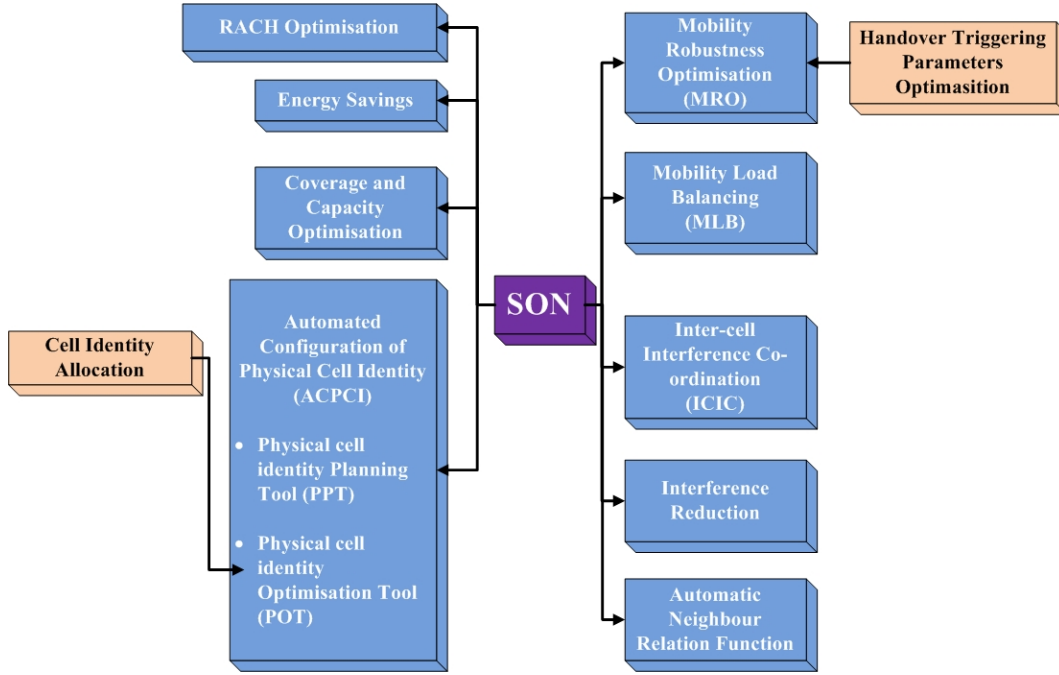 RACH Optimisation
Energy Savings
Coverage and
Capacity
Optimisation
Automated
Configuration of
Physical Cell Identity
(ACPCI)
• Physical cell
identity Planning
Tool (PPT)
• Physical cell
identity
Optimisation Tool
(POT)
Cell Identity
Allocation
SON
Mobility
Robustness
Optimisation
(MRO)
Handover Triggering
Parameters
Optimasition
Mobility Load
Balancing
(MLB)
Inter-cell
Interference Co-
ordination
(ICIC)
Interference
Reduction
Automatic
Neighbour
Relation Function